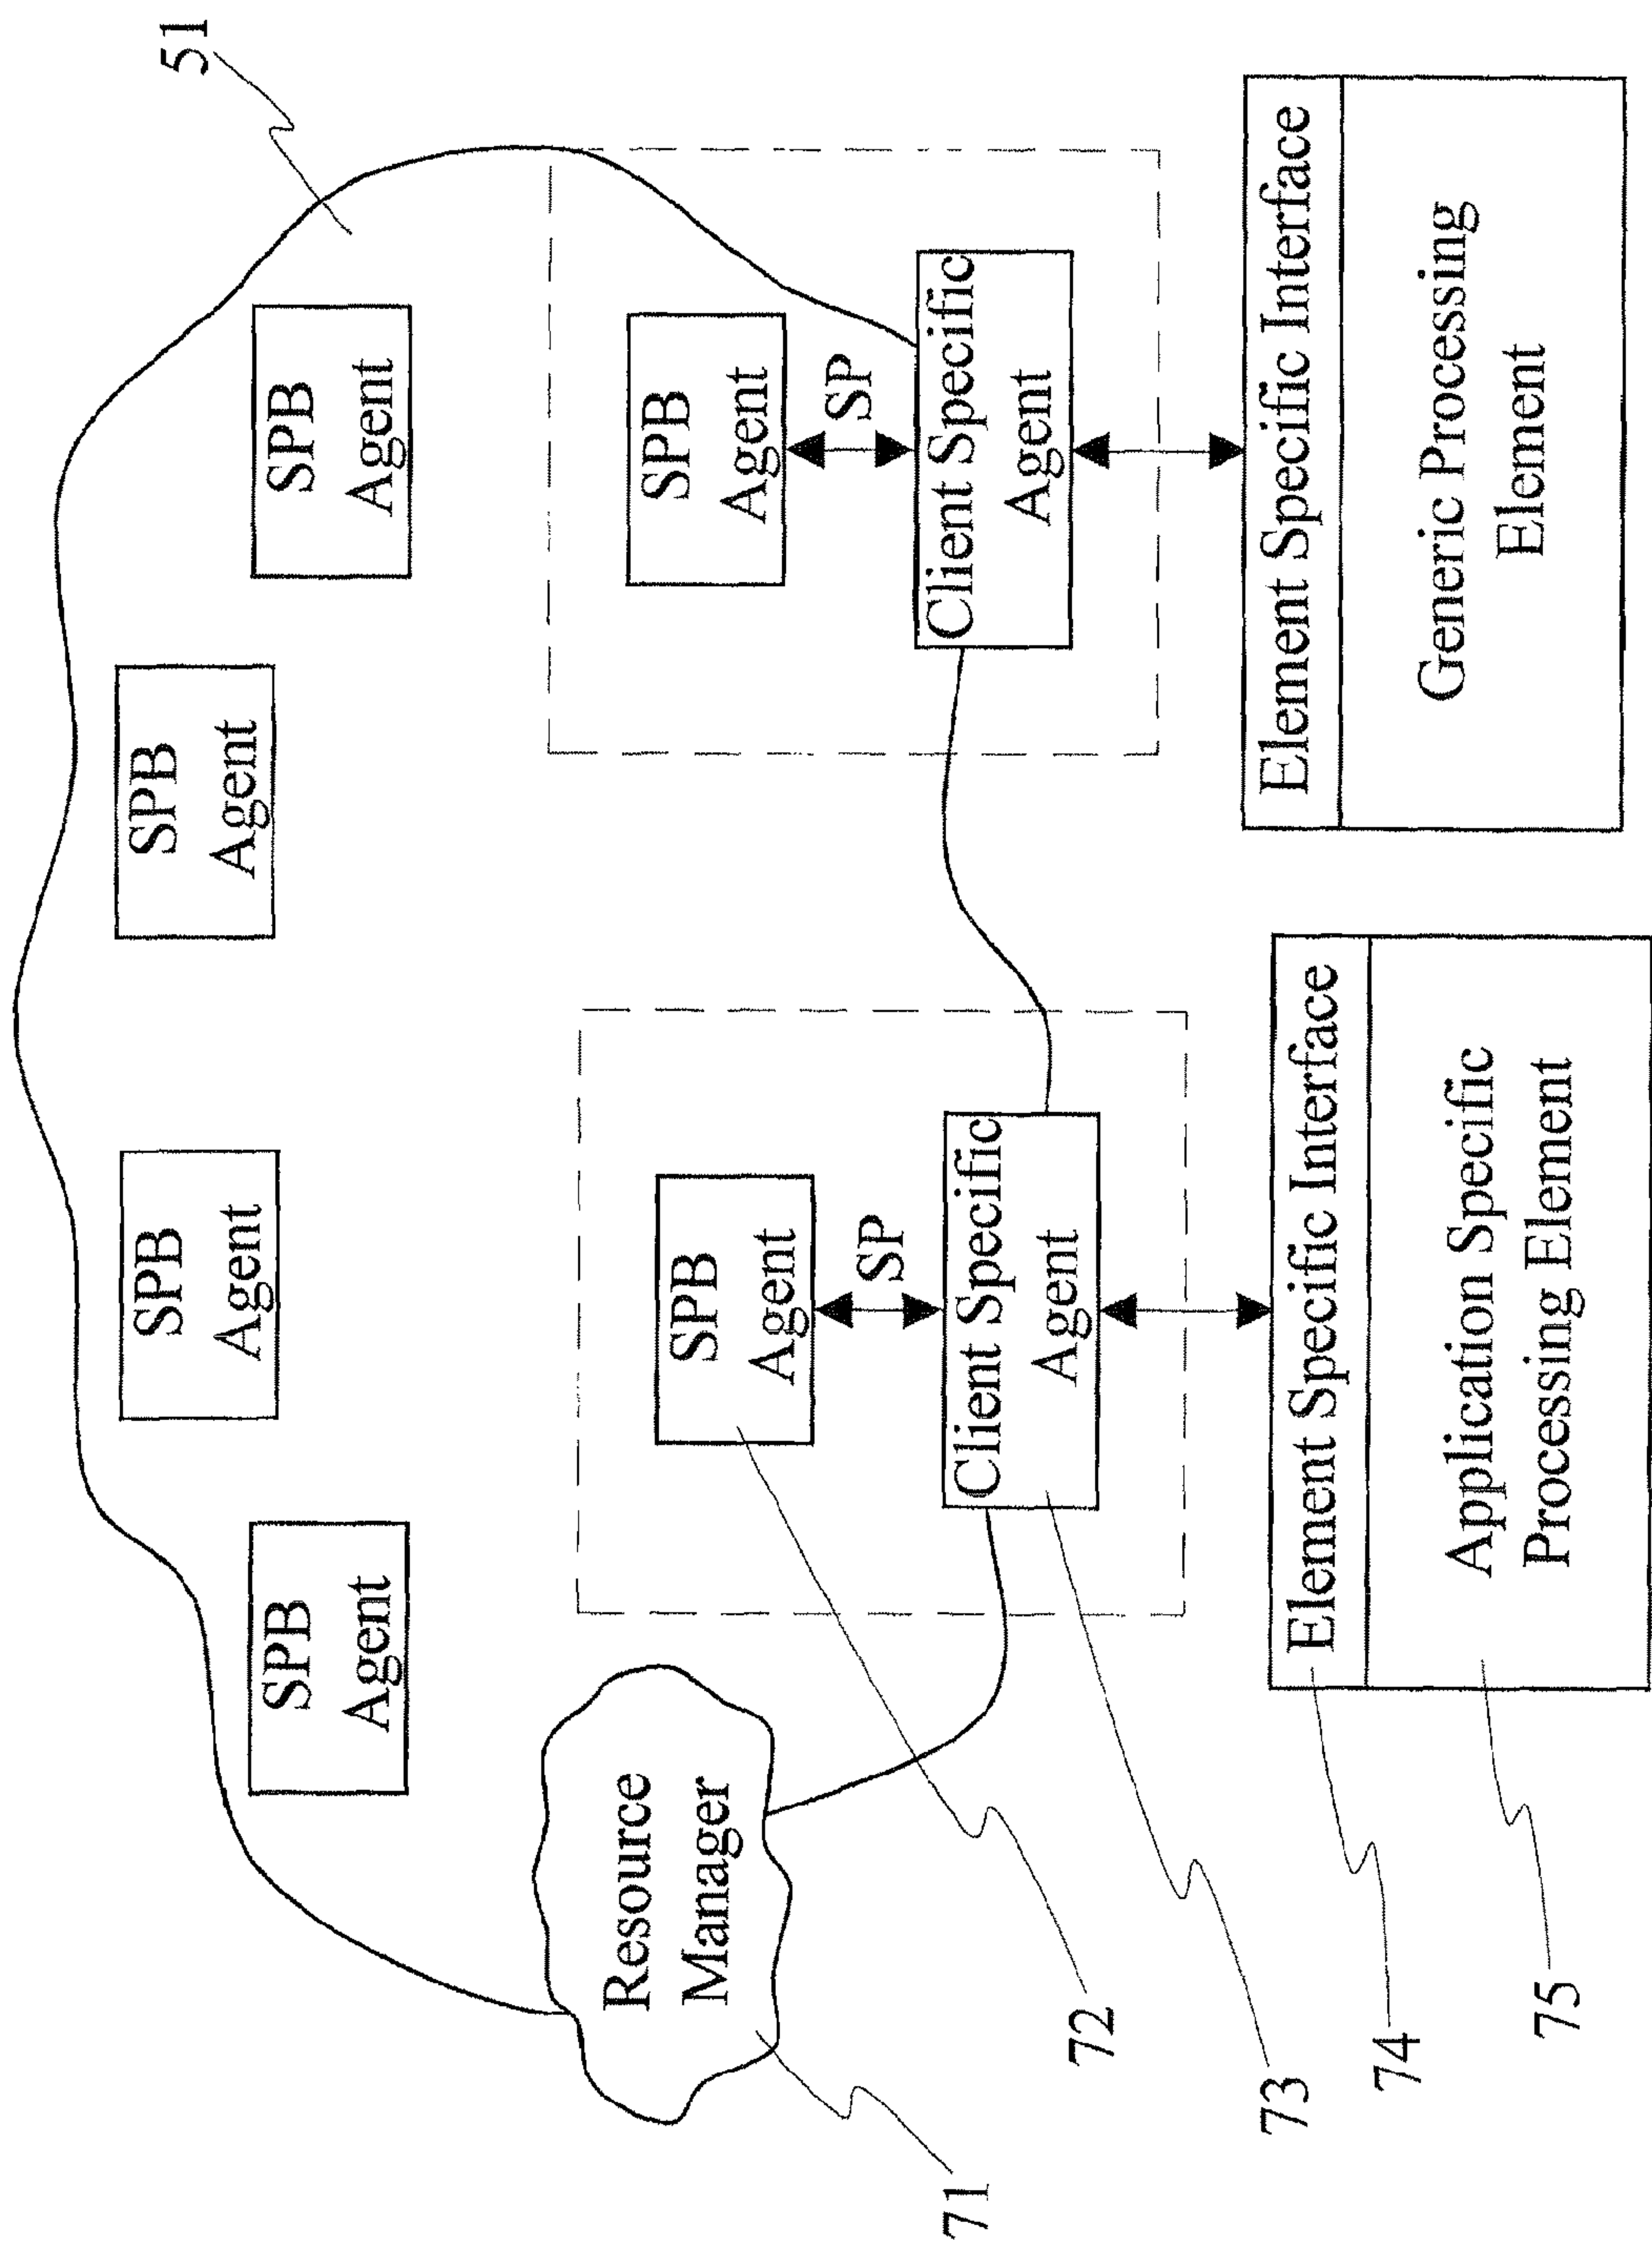 51
SPB
Agent
SPB
Agent
SPB
Agent
SPB
Agent
Resource
Manager
SPB
Agent
SP
Client Specific
Agent
SPB
Agent
SP
Client Specific
Agent
Element Specific Interface
Application Specific
Processing Element
Element Specific Interface
Generic Processing
Element
71
72
73
74
75